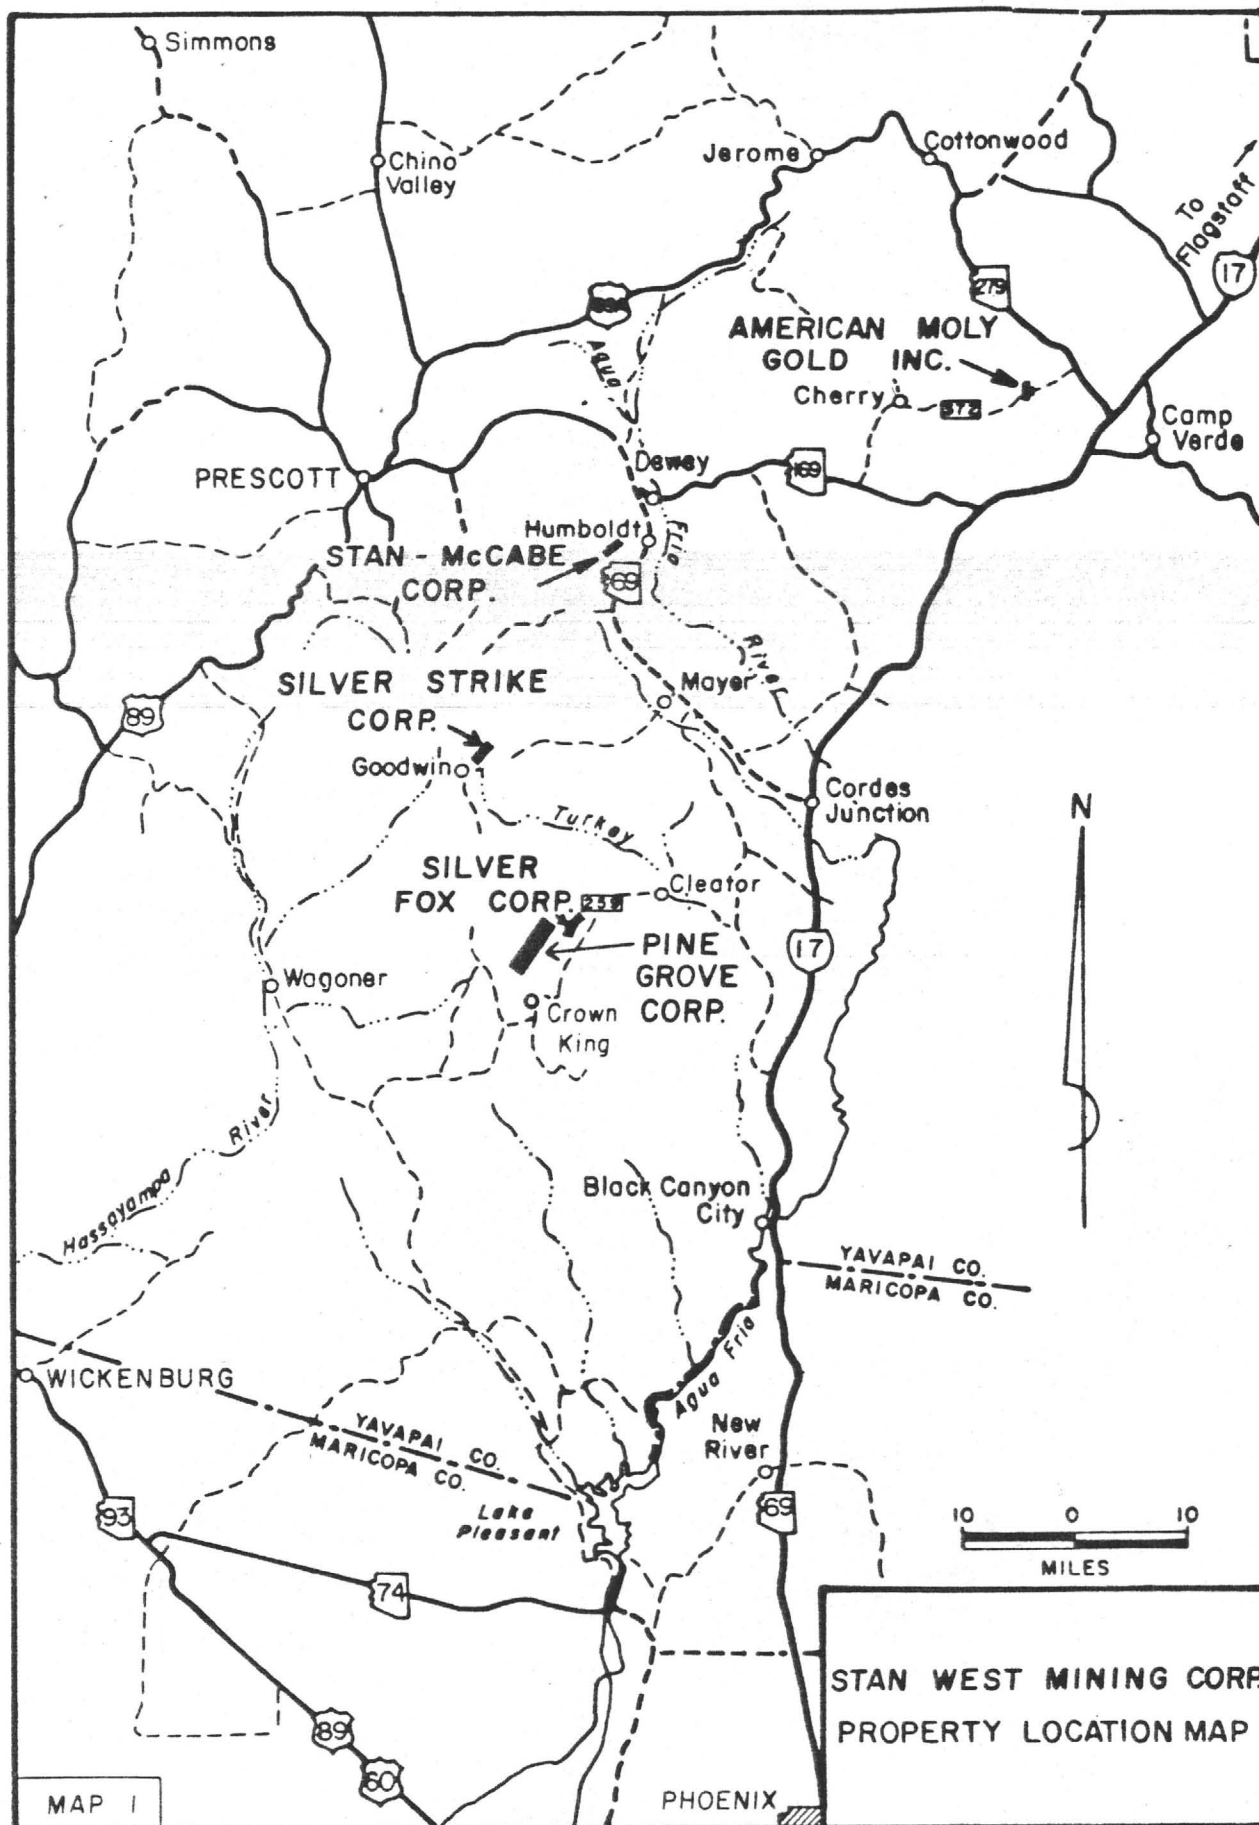 Simmons
Chino
Valley
Jerome
Cottonwood
To
Flagstaff
17
279
89A
AMERICAN MOLY
GOLD INC.
Cherry
372
Camp
Verde
Agua
Dewey
169
PRESCOTT
Humboldt
Fria
STAN - McCABE
CORP
69
River
SILVER STRIKE
CORP.
Mayer
89
Goodwin
Cordes
Junction
Turkey
N
SILVER
FOX CORP.
239
Cleator
PINE
GROVE
CORP.
17
Wagoner
Crown
King
Hassayampa River
Black Canyon
City
YAVAPAI CO.
MARICOPA CO.
WICKENBURG
Agua Fria
YAVAPAI CO.
MARICOPA CO.
New
River
Lake
Pleasant
93
69
10 0 10
MILES
74
STAN WEST MINING CORP.
PROPERTY LOCATION MAP
89
60
MAP 1
PHOENIX